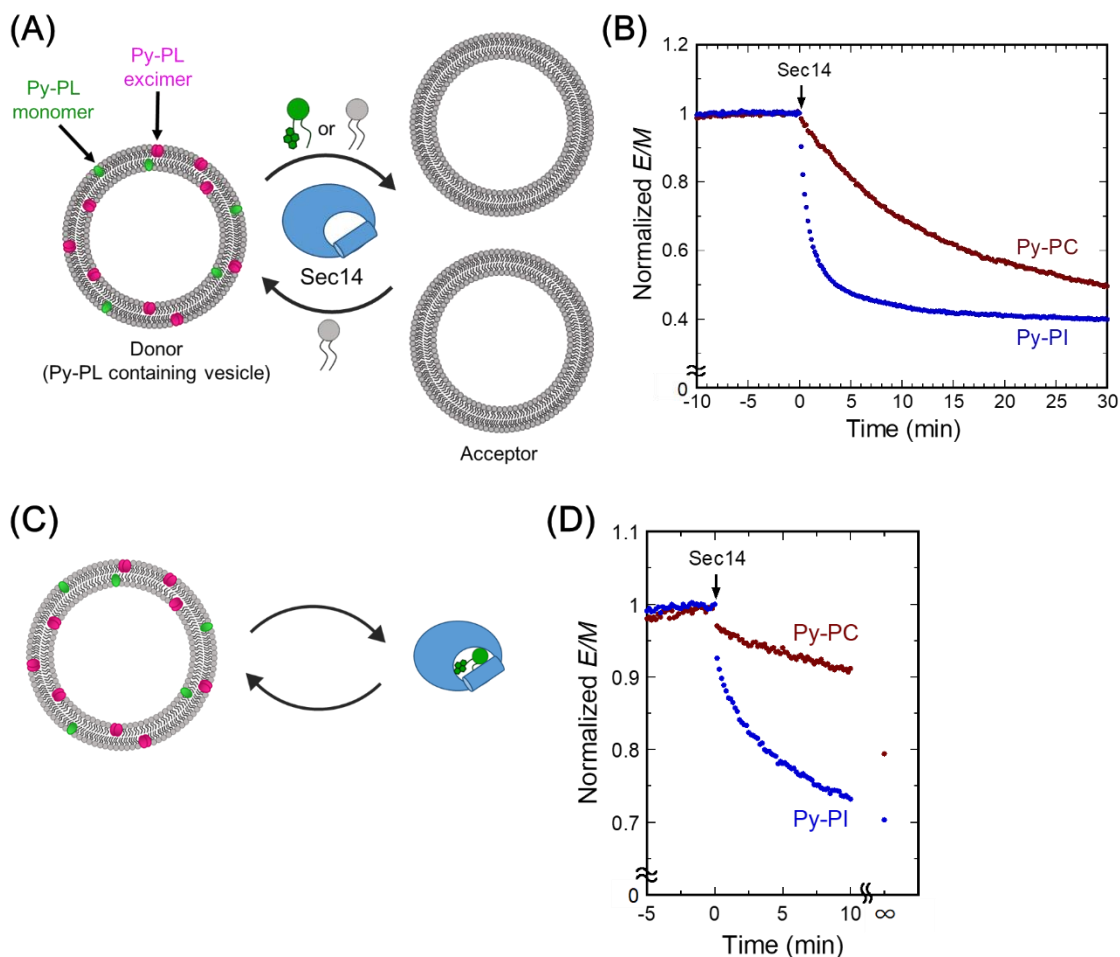 (A)
Py-PL
excimer
Py-PL
monomer
or
Sec14
Donor
(Py-PL containing vesicle)
Acceptor
(B)
1.2
1
0.8
0.6
0.4
0
Normalized E/M
Sec14
Py-PC
Py-PI
-10 -5 0 5 10 15 20 25 30
Time (min)
(C)
(D)
1.1
1
0.9
0.8
0.7
0
Normalized E/M
Sec14
Py-PC
Py-PI
-5 0 5 10 ∞
Time (min)